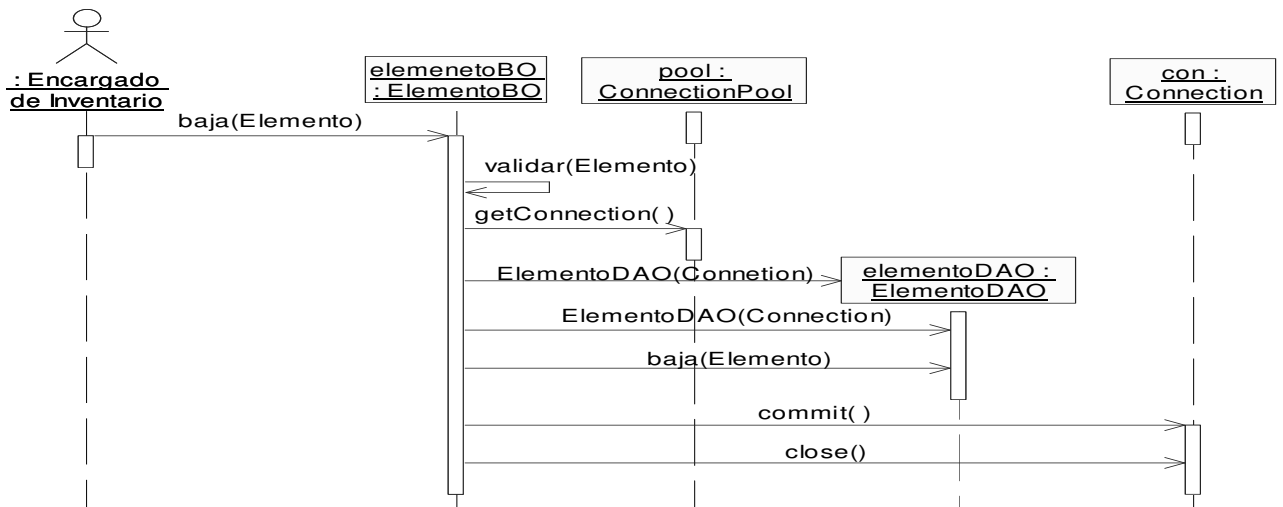 : Encargado
de Inventario
elemenetoBO
: ElementoBO
pool :
ConnectionPool
con :
Connection
baja(Elemento)
validar(Elemento)
getConnection( )
ElementoDAO(Connetion)
elementoDAO :
ElementoDAO
ElementoDAO(Connection)
baja(Elemento)
commit( )
close()